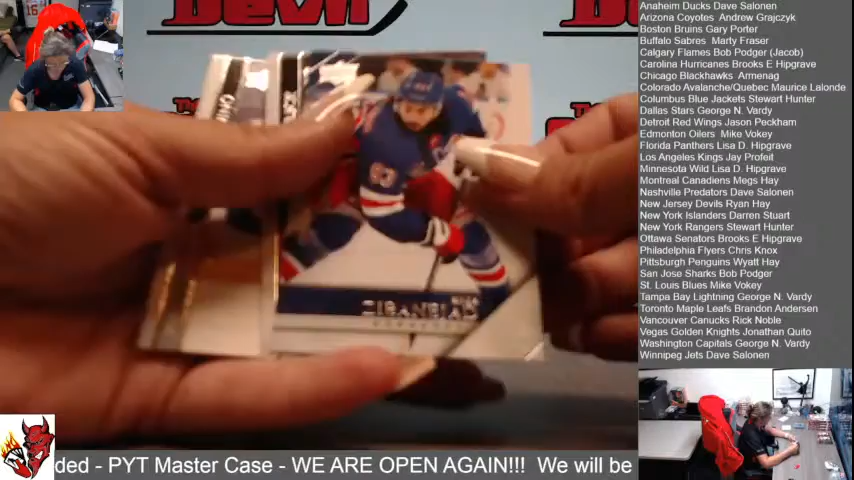 Anaheim Ducks Dave Salonen
Arizona Coyotes Andrew Grajczyk
Boston Bruins Gary Porter
Buffalo Sabres Marty Fraser
Calgary Flames Bob Podger (Jacob)
Carolina Hurricanes Brooks E Hipgrave
Chicago Blackhawks Armenag
Colorado Avalanche/Quebec Maurice Lalonde
Columbus Blue Jackets Stewart Hunter
Dallas Stars George N. Vardy
Detroit Red Wings Jason Peckham
Edmonton Oilers Mike Vokey
Florida Panthers Lisa D. Hipgrave
Los Angeles Kings Jay Profeit
Minnesota Wild Lisa D. Hipgrave
Montreal Canadiens Megs Hay
Nashville Predators Dave Salonen
New Jersey Devils Ryan Hay
New York Islanders Darren Stuart
New York Rangers Stewart Hunter
Ottawa Senators Brooks E Hipgrave
Philadelphia Flyers Chris Knox
Pittsburgh Penguins Wyatt Hay
San Jose Sharks Bob Podger
St. Louis Blues Mike Vokey
Tampa Bay Lightning George N. Vardy
Toronto Maple Leafs Brandon Andersen
Vancouver Canucks Rick Noble
Vegas Golden Knights Jonathan Quito
Washington Capitals George N. Vardy
Winnipeg Jets Dave Salonen
93
ZIBANEJAD
ded - PYT Master Case - WE ARE OPEN AGAIN!!! We will be